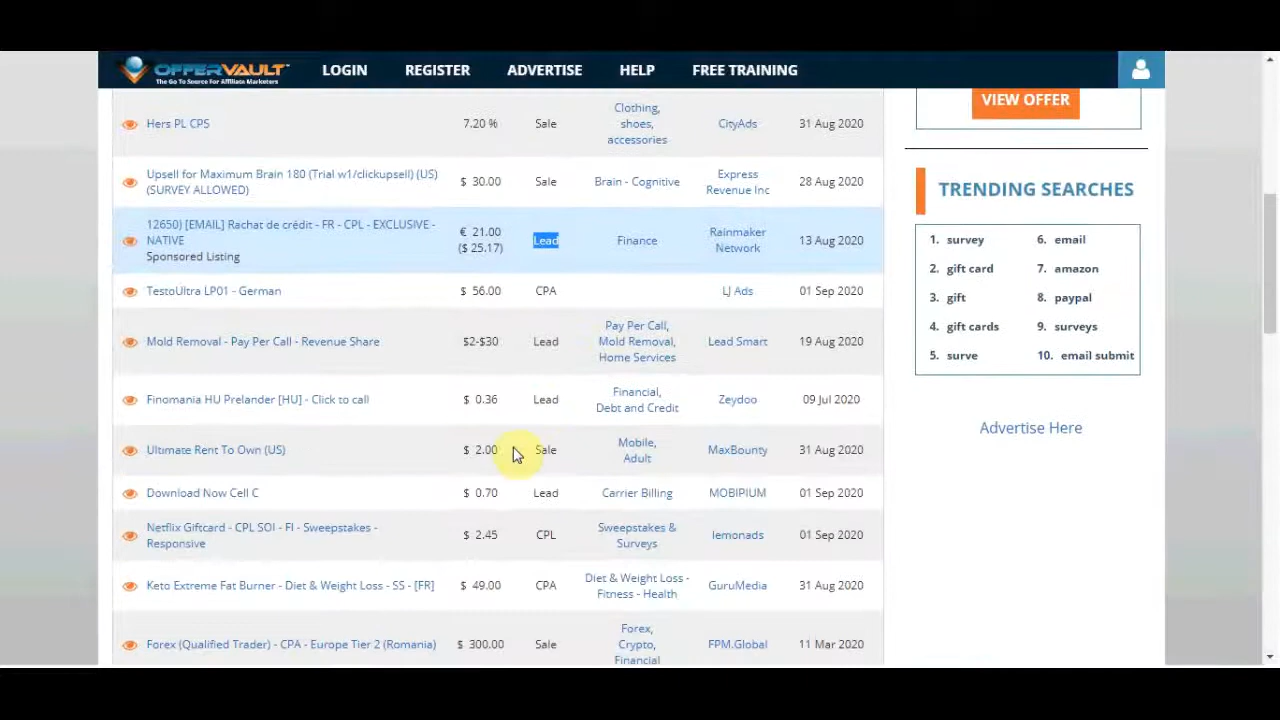 OFFERVAULT
The Go To Source For Affiliate Marketers
LOGIN
REGISTER
ADVERTISE
HELP
FREE TRAINING
Hers PL CPS
7.20 %
Sale
Clothing,
shoes,
accessories
CityAds
31 Aug 2020
Upsell for Maximum Brain 180 (Trial w1/clickupsell) (US)
(SURVEY ALLOWED)
$ 30.00
Sale
Brain - Cognitive
Express
Revenue Inc
28 Aug 2020
12650) [EMAIL] Rachat de crédit - FR - CPL - EXCLUSIVE -
NATIVE
Sponsored Listing
€ 21.00
($ 25.17)
Lead
Finance
Rainmaker
Network
13 Aug 2020
TestoUltra LP01 - German
$ 56.00
CPA
LJ Ads
01 Sep 2020
Mold Removal - Pay Per Call - Revenue Share
$2-$30
Lead
Pay Per Call,
Mold Removal,
Home Services
Lead Smart
19 Aug 2020
Finomania HU Prelander [HU] - Click to call
$ 0.36
Lead
Financial,
Debt and Credit
Zeydoo
09 Jul 2020
Ultimate Rent To Own (US)
$ 2.00
Sale
Mobile,
Adult
MaxBounty
31 Aug 2020
Download Now Cell C
$ 0.70
Lead
Carrier Billing
MOBIPIUM
01 Sep 2020
Netflix Giftcard - CPL SOI - FI - Sweepstakes -
Responsive
$ 2.45
CPL
Sweepstakes &
Surveys
lemonads
01 Sep 2020
Keto Extreme Fat Burner - Diet & Weight Loss - SS - [FR]
$ 49.00
CPA
Diet & Weight Loss -
Fitness - Health
GuruMedia
31 Aug 2020
Forex (Qualified Trader) - CPA - Europe Tier 2 (Romania)
$ 300.00
Sale
Forex,
Crypto,
Financial
FPM.Global
11 Mar 2020
VIEW OFFER
TRENDING SEARCHES
1. survey
2. gift card
3. gift
4. gift cards
5. surve
6. email
7. amazon
8. paypal
9. surveys
10. email submit
Advertise Here